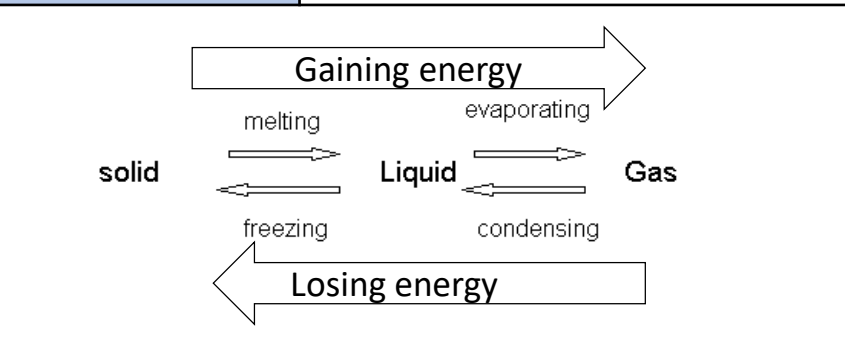 Gaining energy
melting
evaporating
solid
Liquid
Gas
freezing
condensing
Losing energy